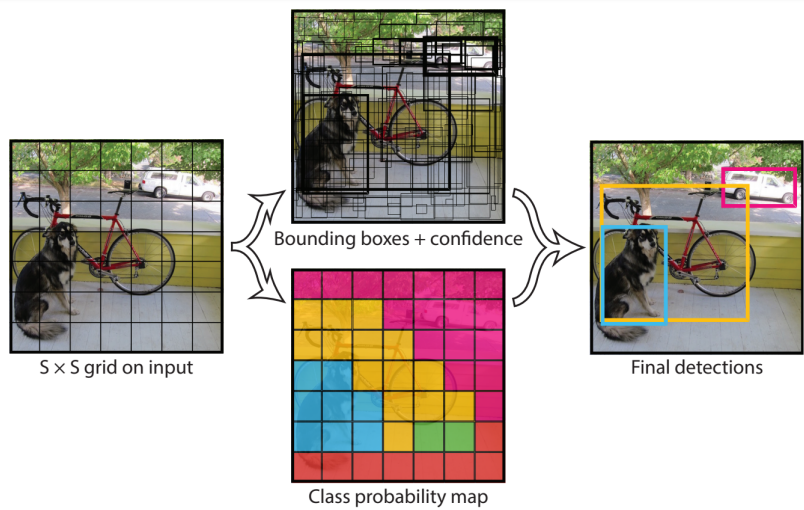 S × S grid on input
Bounding boxes + confidence
Class probability map
Final detections